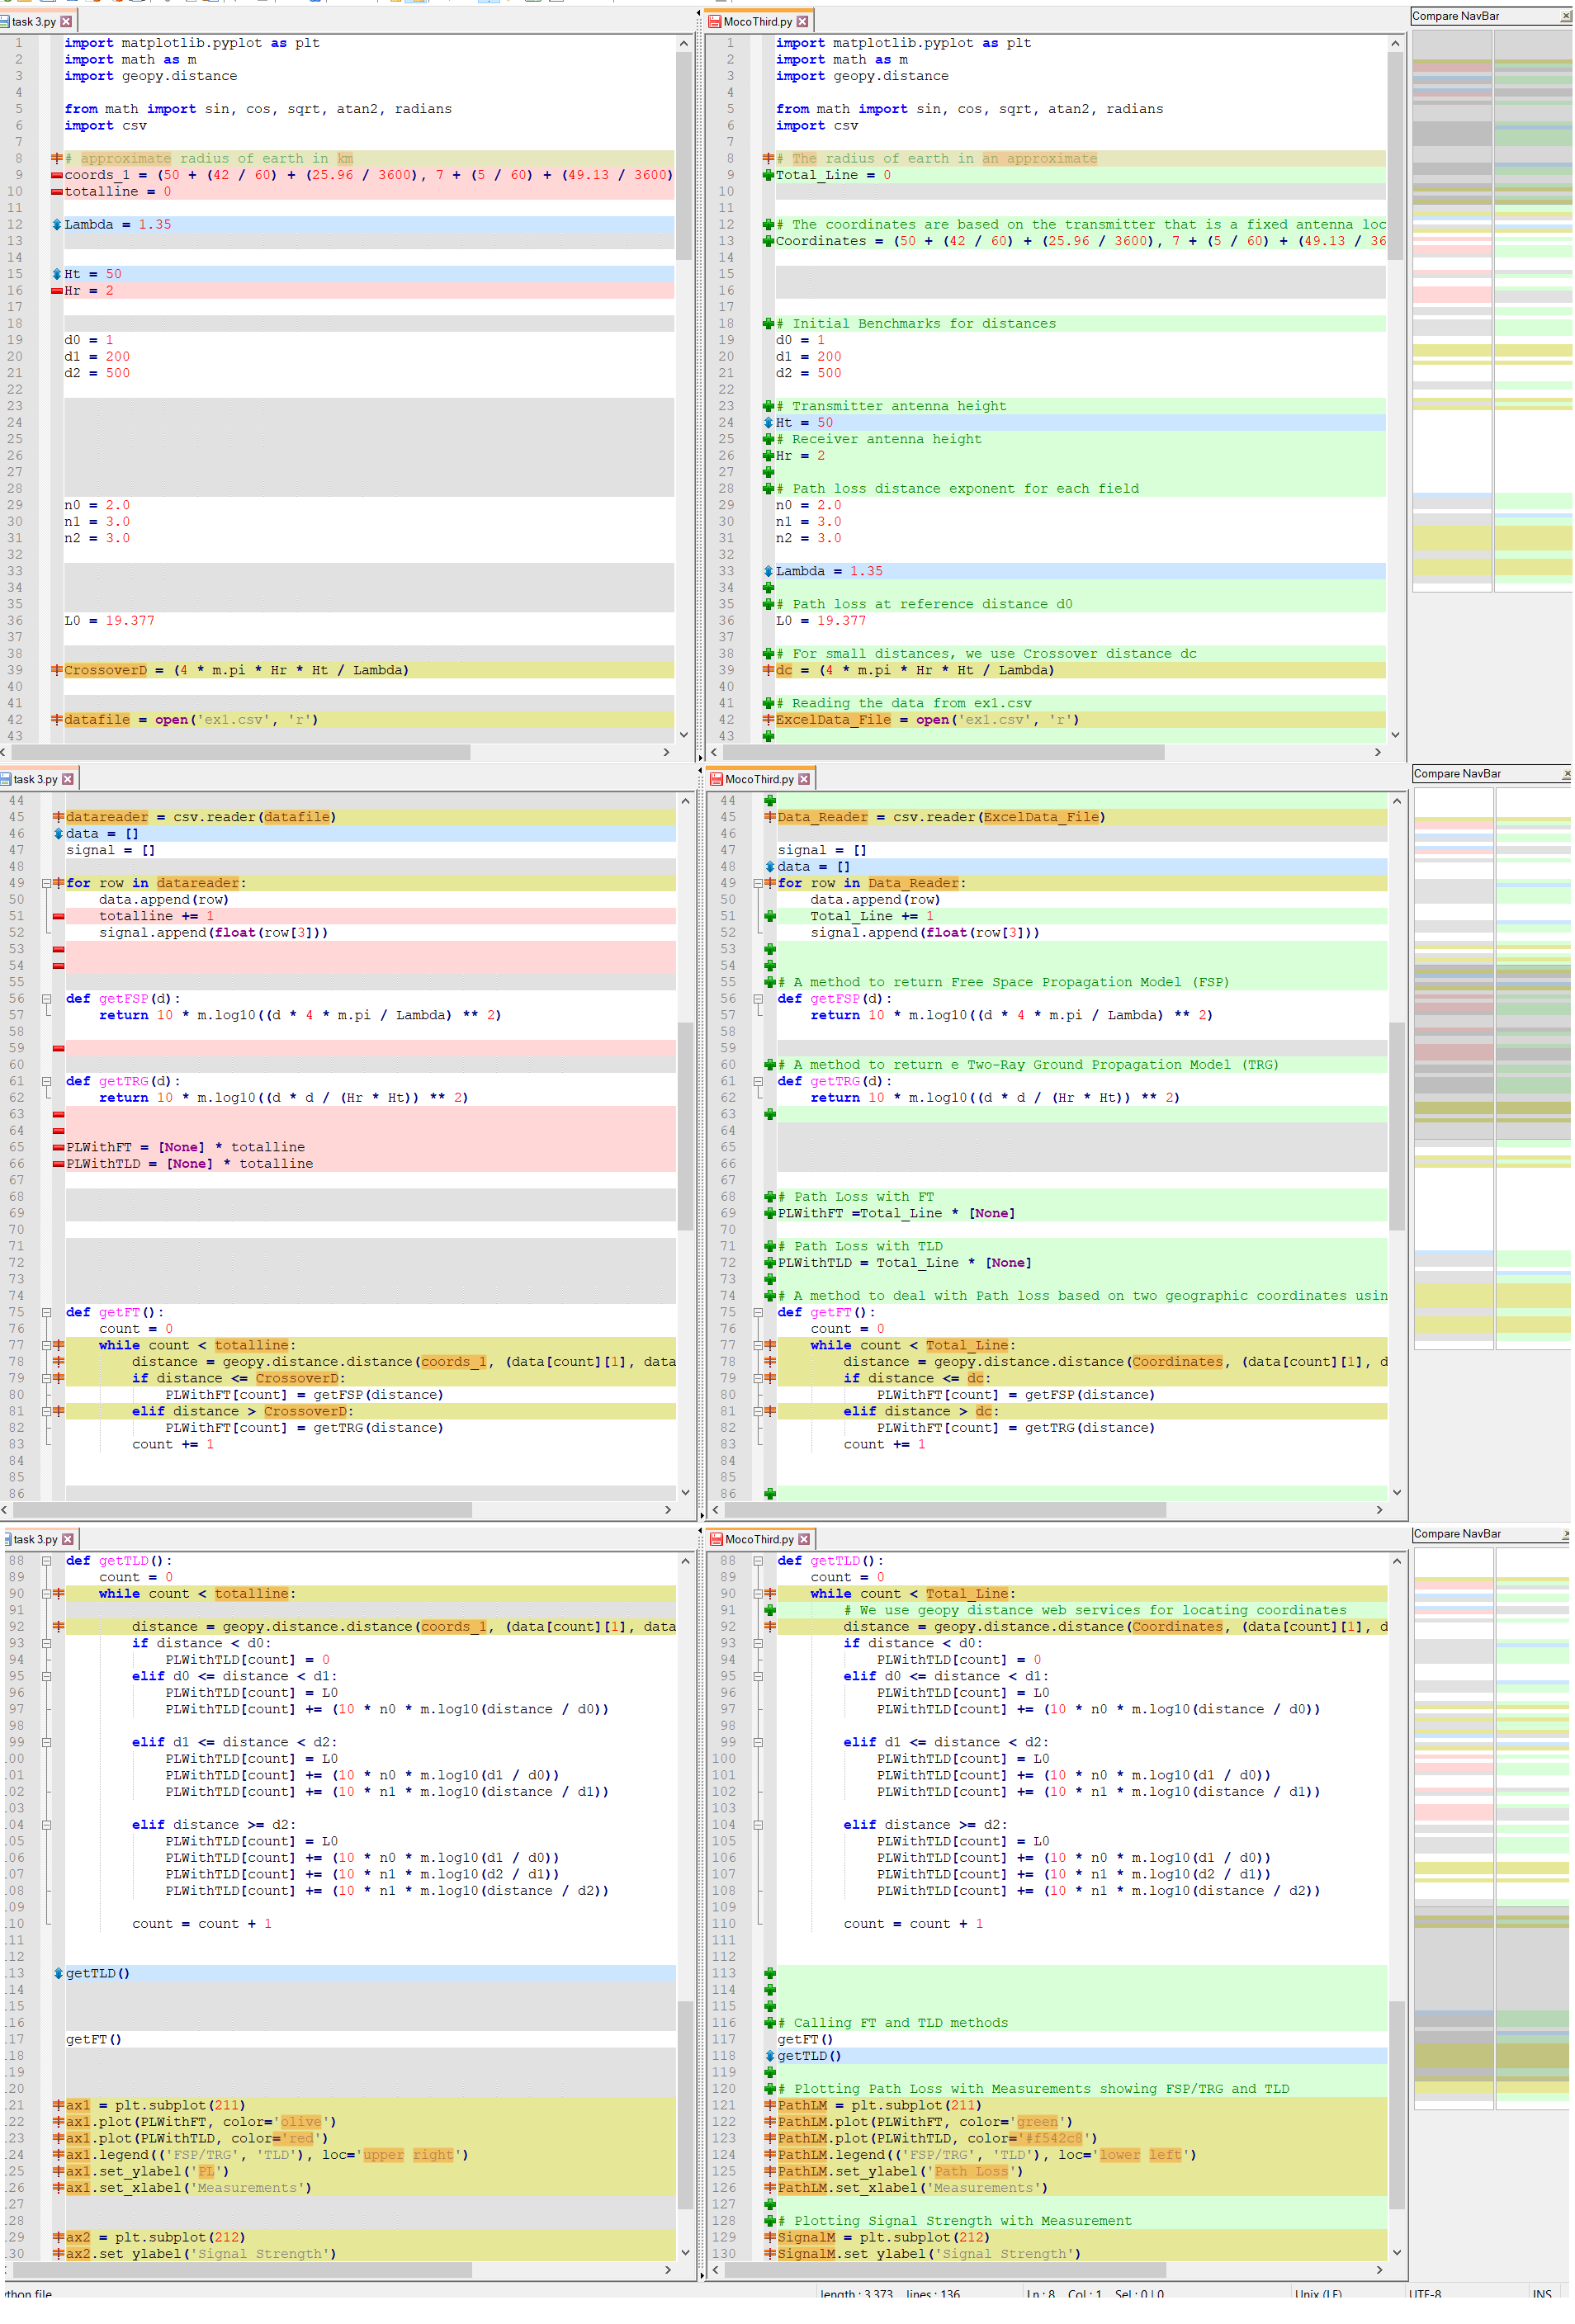 task 3.py
MocoThird.py
Compare NavBar
1 import matplotlib.pyplot as plt
2 import math as m
3 import geopy.distance
4
5 from math import sin, cos, sqrt, atan2, radians
6 import csv
7
8 # approximate radius of earth in km
9 coords_1 = (50 + (42 / 60) + (25.96 / 3600), 7 + (5 / 60) + (49.13 / 3600)
10 totalline = 0
11
12 Lambda = 1.35
13
14
15 Ht = 50
16 Hr = 2
17
18
19 d0 = 1
20 d1 = 200
21 d2 = 500
22
23
24
25
26
27
28
29 n0 = 2.0
30 n1 = 3.0
31 n2 = 3.0
32
33
34
35
36 L0 = 19.377
37
38
39 CrossoverD = (4 * m.pi * Hr * Ht / Lambda)
40
41
42 datafile = open('ex1.csv', 'r')
43
1 import matplotlib.pyplot as plt
2 import math as m
3 import geopy.distance
4
5 from math import sin, cos, sqrt, atan2, radians
6 import csv
7
8 # The radius of earth in an approximate
9 Total_Line = 0
10
11
12 # The coordinates are based on the transmitter that is a fixed antenna loc
13 Coordinates = (50 + (42 / 60) + (25.96 / 3600), 7 + (5 / 60) + (49.13 / 36
14
15
16
17
18 # Initial Benchmarks for distances
19 d0 = 1
20 d1 = 200
21 d2 = 500
22
23 # Transmitter antenna height
24 Ht = 50
25 # Receiver antenna height
26 Hr = 2
27
28 # Path loss distance exponent for each field
29 n0 = 2.0
30 n1 = 3.0
31 n2 = 3.0
32
33 Lambda = 1.35
34
35 # Path loss at reference distance d0
36 L0 = 19.377
37
38 # For small distances, we use Crossover distance dc
39 dc = (4 * m.pi * Hr * Ht / Lambda)
40
41 # Reading the data from ex1.csv
42 ExcelData_File = open('ex1.csv', 'r')
43
task 3.py
MocoThird.py
Compare NavBar
44
45 datareader = csv.reader(datafile)
46 data = []
47 signal = []
48
49 for row in datareader:
50 data.append(row)
51 totalline += 1
52 signal.append(float(row[3]))
53
54
55
56 def getFSP(d):
57 return 10 * m.log10((d * 4 * m.pi / Lambda) ** 2)
58
59
60
61 def getTRG(d):
62 return 10 * m.log10((d * d / (Hr * Ht)) ** 2)
63
64
65 PLWithFT = [None] * totalline
66 PLWithTLD = [None] * totalline
67
68
69
70
71
72
73
74
75 def getFT():
76 count = 0
77 while count < totalline:
78 distance = geopy.distance.distance(coords_1, (data[count][1], data
79 if distance <= CrossoverD:
80 PLWithFT[count] = getFSP(distance)
81 elif distance > CrossoverD:
82 PLWithFT[count] = getTRG(distance)
83 count += 1
84
85
86
44
45 Data_Reader = csv.reader(ExcelData_File)
46
47 signal = []
48 data = []
49 for row in Data_Reader:
50 data.append(row)
51 Total_Line += 1
52 signal.append(float(row[3]))
53
54
55 # A method to return Free Space Propagation Model (FSP)
56 def getFSP(d):
57 return 10 * m.log10((d * 4 * m.pi / Lambda) ** 2)
58
59
60 # A method to return e Two-Ray Ground Propagation Model (TRG)
61 def getTRG(d):
62 return 10 * m.log10((d * d / (Hr * Ht)) ** 2)
63
64
65
66
67
68 # Path Loss with FT
69 PLWithFT =Total_Line * [None]
70
71 # Path Loss with TLD
72 PLWithTLD = Total_Line * [None]
73
74 # A method to deal with Path loss based on two geographic coordinates usin
75 def getFT():
76 count = 0
77 while count < Total_Line:
78 distance = geopy.distance.distance(Coordinates, (data[count][1], d
79 if distance <= dc:
80 PLWithFT[count] = getFSP(distance)
81 elif distance > dc:
82 PLWithFT[count] = getTRG(distance)
83 count += 1
84
85
86
task 3.py
MocoThird.py
Compare NavBar
88 def getTLD():
89 count = 0
90 while count < totalline:
91
92 distance = geopy.distance.distance(coords_1, (data[count][1], data
93 if distance < d0:
94 PLWithTLD[count] = 0
95 elif d0 <= distance < d1:
96 PLWithTLD[count] = L0
97 PLWithTLD[count] += (10 * n0 * m.log10(distance / d0))
98
99 elif d1 <= distance < d2:
100 PLWithTLD[count] = L0
.01 PLWithTLD[count] += (10 * n0 * m.log10(d1 / d0))
.02 PLWithTLD[count] += (10 * n1 * m.log10(distance / d1))
.03
.04 elif distance >= d2:
.05 PLWithTLD[count] = L0
.06 PLWithTLD[count] += (10 * n0 * m.log10(d1 / d0))
.07 PLWithTLD[count] += (10 * n1 * m.log10(d2 / d1))
.08 PLWithTLD[count] += (10 * n1 * m.log10(distance / d2))
.09
.10 count = count + 1
.11
.12
.13 getTLD()
.14
.15
.16
.17 getFT()
.18
.19
.20
.21 ax1 = plt.subplot(211)
.22 ax1.plot(PLWithFT, color='olive')
.23 ax1.plot(PLWithTLD, color='red')
.24 ax1.legend(('FSP/TRG', 'TLD'), loc='upper right')
.25 ax1.set_ylabel('PL')
.26 ax1.set_xlabel('Measurements')
.27
.28
.29 ax2 = plt.subplot(212)
.30 ax2.set_ylabel('Signal Strength')
88 def getTLD():
89 count = 0
90 while count < Total_Line:
91 # We use geopy distance web services for locating coordinates
92 distance = geopy.distance.distance(Coordinates, (data[count][1], d
93 if distance < d0:
94 PLWithTLD[count] = 0
95 elif d0 <= distance < d1:
96 PLWithTLD[count] = L0
97 PLWithTLD[count] += (10 * n0 * m.log10(distance / d0))
98
99 elif d1 <= distance < d2:
100 PLWithTLD[count] = L0
101 PLWithTLD[count] += (10 * n0 * m.log10(d1 / d0))
102 PLWithTLD[count] += (10 * n1 * m.log10(distance / d1))
103
104 elif distance >= d2:
105 PLWithTLD[count] = L0
106 PLWithTLD[count] += (10 * n0 * m.log10(d1 / d0))
107 PLWithTLD[count] += (10 * n1 * m.log10(d2 / d1))
108 PLWithTLD[count] += (10 * n1 * m.log10(distance / d2))
109
110 count = count + 1
111
112
113
114
115
116 # Calling FT and TLD methods
117 getFT()
118 getTLD()
119
120 # Plotting Path Loss with Measurements showing FSP/TRG and TLD
121 PathLM = plt.subplot(211)
122 PathLM.plot(PLWithFT, color='green')
123 PathLM.plot(PLWithTLD, color='#f542c8')
124 PathLM.legend(('FSP/TRG', 'TLD'), loc='lower left')
125 PathLM.set_ylabel('Path Loss')
126 PathLM.set_xlabel('Measurements')
127
128 # Plotting Signal Strength with Measurement
129 SignalM = plt.subplot(212)
130 SignalM.set_ylabel('Signal Strength')
ython file length : 3,373 lines : 136 Ln : 8 Col : 1 Sel : 0 | 0 Unix (LF) UTF-8 INS